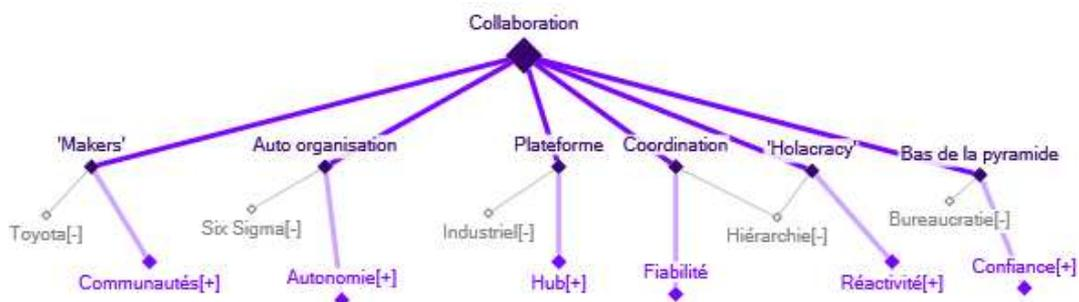 Collaboration
'Makers'
Auto organisation
Plateforme
Coordination
'Holacracy'
Bas de la pyramide
Toyota[-]
Six Sigma[-]
Industriel[-]
Hiérarchie[-]
Bureaucratie[-]
Communautés[+]
Autonomie[+]
Hub[+]
Fiabilité
Réactivité[+]
Confiance[+]